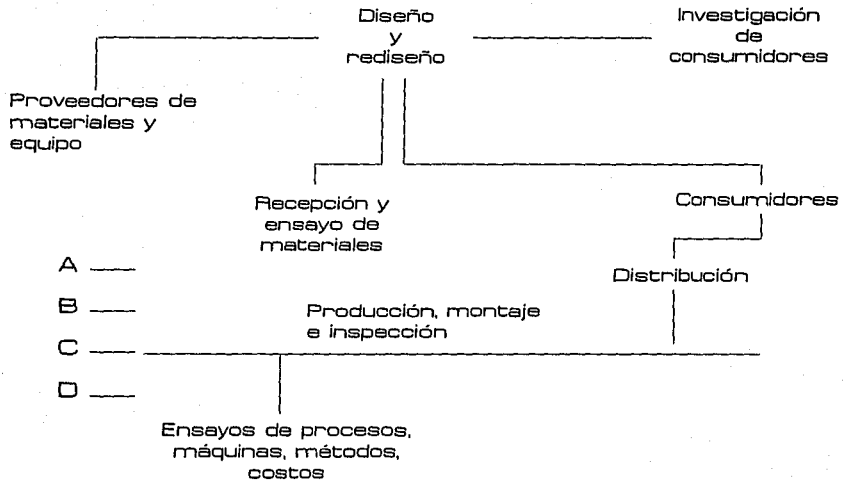 Diseño
y
rediseño
Investigación
de
consumidores
Proveedores de
materiales y
equipo
Recepción y
ensayo de
materiales
Consumidores
A
Distribución
B
Producción, montaje
e inspección
C
D
Ensayos de procesos,
máquinas, métodos,
costos